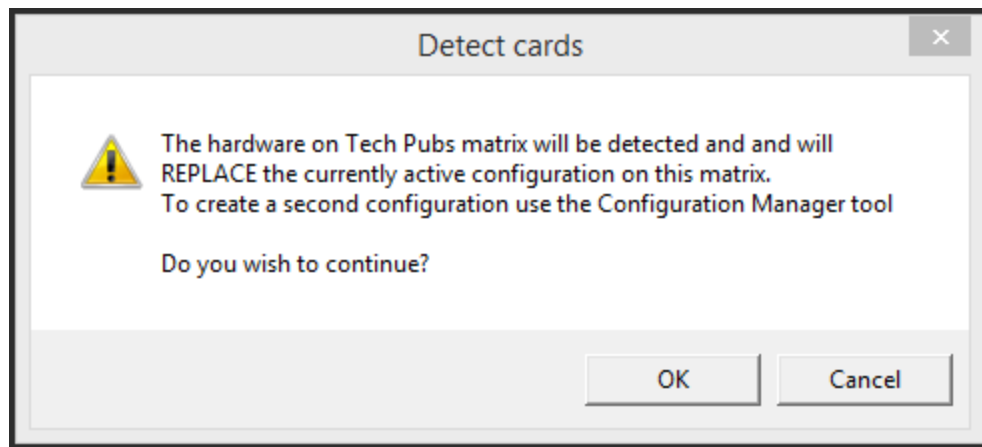 Detect cards
The hardware on Tech Pubs matrix will be detected and and will
REPLACE the currently active configuration on this matrix.
To create a second configuration use the Configuration Manager tool
Do you wish to continue?
OK
Cancel